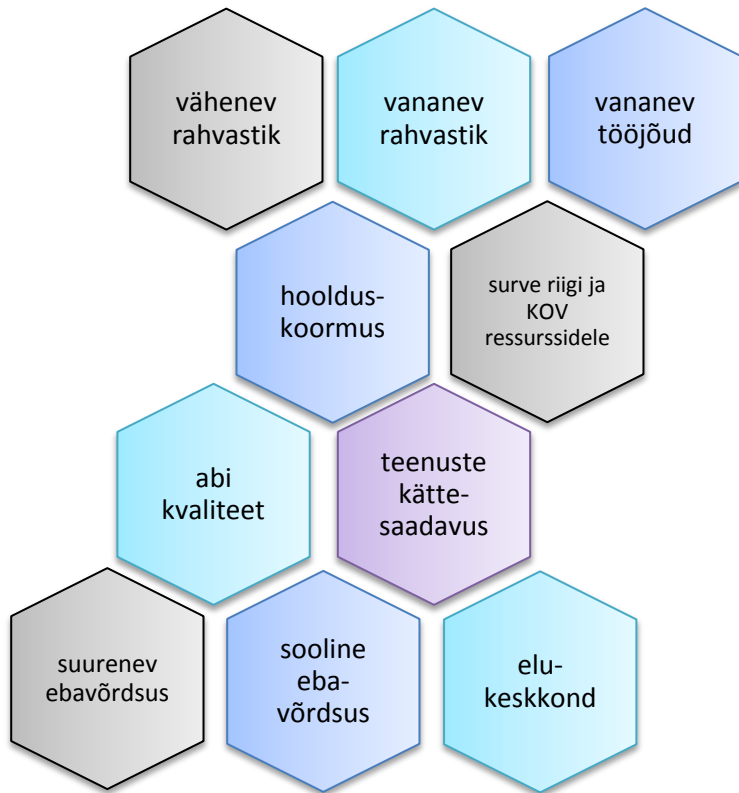 vähenev
rahvastik
vananev
rahvastik
vananev
tööjõud
hooldus-
koormus
surve riigi ja
KOV
ressurssidele
abi
kvaliteet
teenuste
kätte-
saadavus
suurenev
ebavõrdsus
sooline
eba-
võrdsus
elu-
keskkond